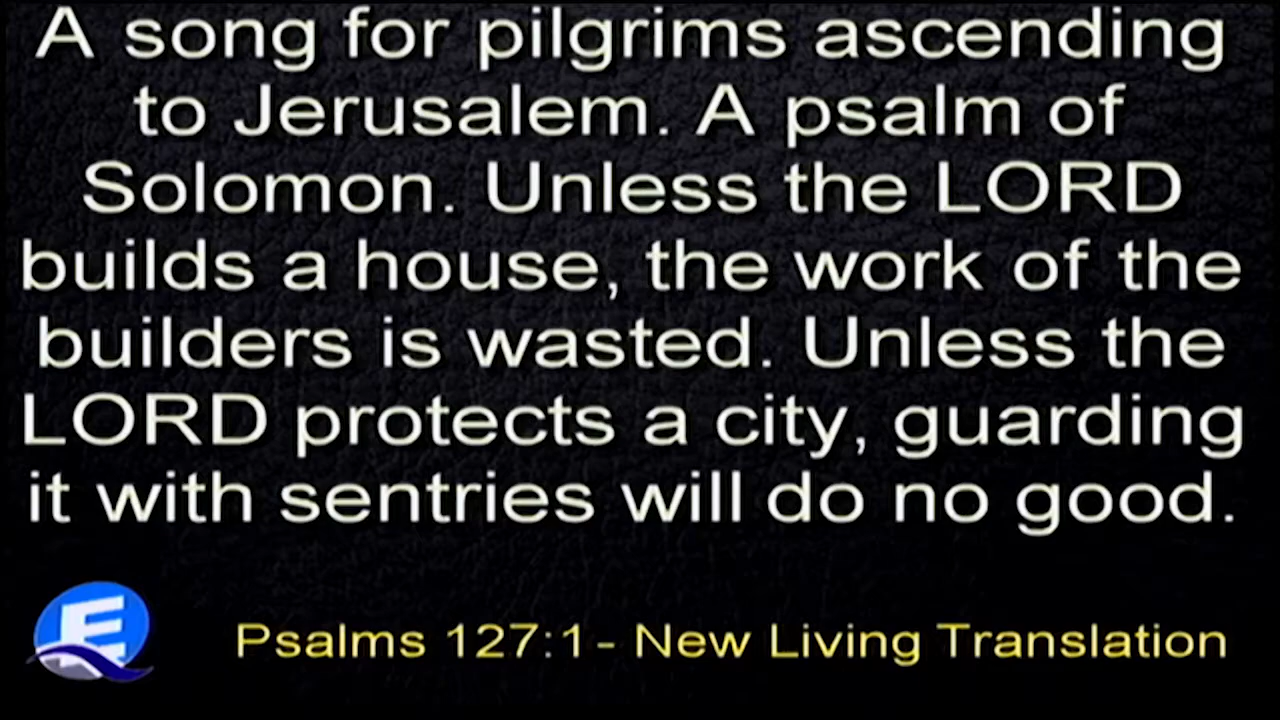 A song for pilgrims ascending
to Jerusalem. A psalm of
Solomon. Unless the LORD
builds a house, the work of the
builders is wasted. Unless the
LORD protects a city, guarding
it with sentries will do no good.
E
Psalms 127:1- New Living Translation